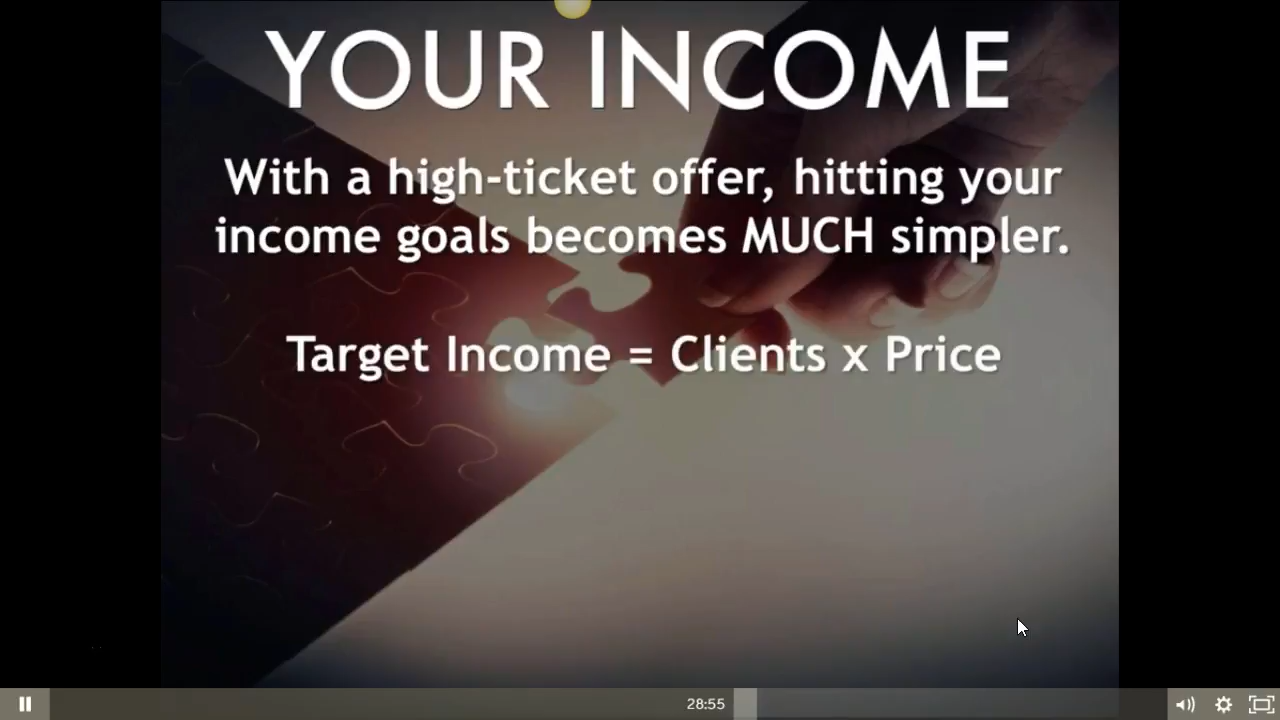 YOUR INCOME
With a high-ticket offer, hitting your
income goals becomes MUCH simpler.
Target Income = Clients x Price
28:55